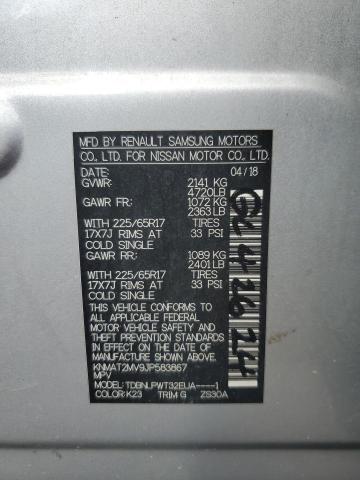 MFD BY RENAULT SAMSUNG MOTORS
CO., LTD. FOR NISSAN MOTOR CO., LTD.
DATE: 04/18
GVWR: 2141 KG
4720LB
GAWR FR: 1072 KG
2363LB
WITH 225/65R17 TIRES
17X7J RIMS AT 33 PSI
COLD SINGLE
GAWR RR: 1089 KG
2401LB
WITH 225/65R17 TIRES
17X7J RIMS AT 33 PSI
COLD SINGLE
THIS VEHICLE CONFORMS TO ALL
APPLICABLE FEDERAL MOTOR
VEHICLE SAFETY, AND THEFT
PREVENTION STANDARDS IN
EFFECT ON THE DATE OF
MANUFACTURE SHOWN ABOVE.
KNMAT2MV9JP583867
MPV
MODEL: TDBNLPWT32EUA----1
COLOR: K23 TRIM G ZS30A
4 26 24